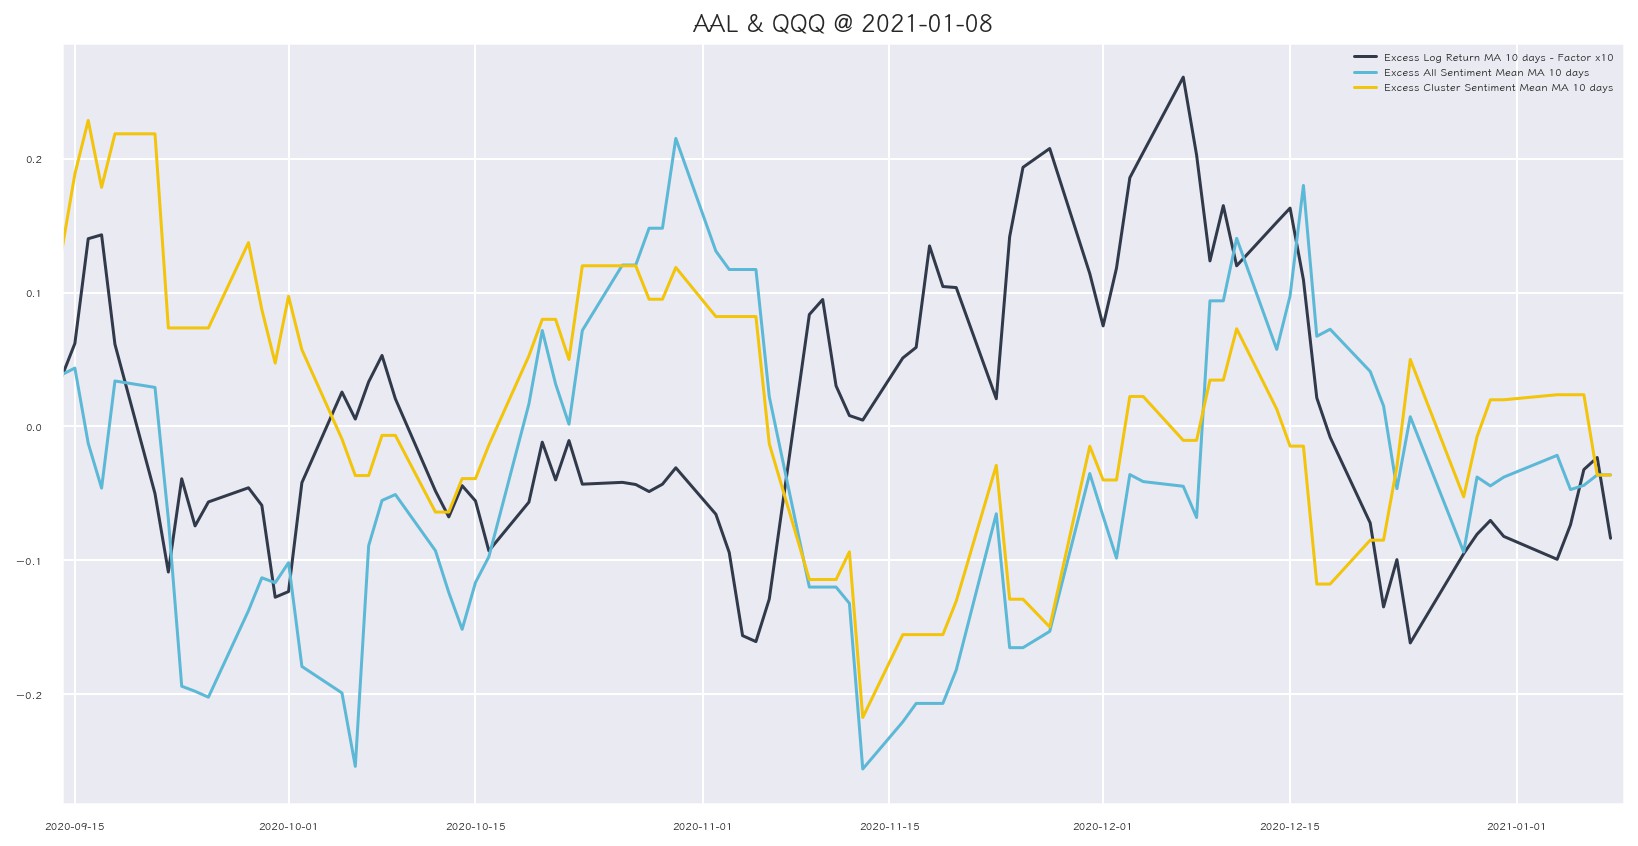 AAL & QQQ @ 2021-01-08
Excess Log Return MA 10 days - Factor x10
Excess All Sentiment Mean MA 10 days
Excess Cluster Sentiment Mean MA 10 days
0.2
0.1
0.0
−0.1
−0.2
2020-09-15 2020-10-01 2020-10-15 2020-11-01 2020-11-15 2020-12-01 2020-12-15 2021-01-01